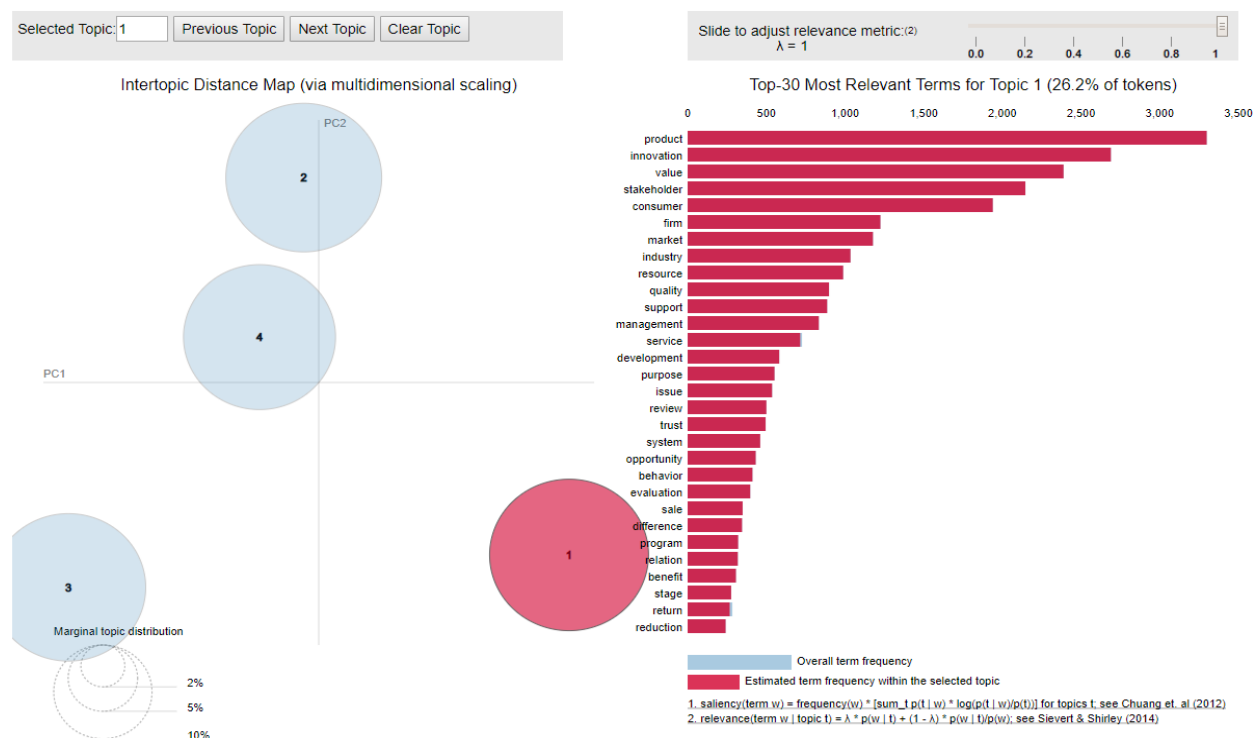 Selected Topic: 1 Previous Topic Next Topic Clear Topic
Slide to adjust relevance metric:(2)
λ = 1
0.0 0.2 0.4 0.6 0.8 1
Intertopic Distance Map (via multidimensional scaling)
PC2
2
4
PC1
1
3
Marginal topic distribution
2%
5%
10%
Top-30 Most Relevant Terms for Topic 1 (26.2% of tokens)
0 500 1,000 1,500 2,000 2,500 3,000 3,500
product
innovation
value
stakeholder
consumer
firm
market
industry
resource
quality
support
management
service
development
purpose
issue
review
trust
system
opportunity
behavior
evaluation
sale
difference
program
relation
benefit
stage
return
reduction
Overall term frequency
Estimated term frequency within the selected topic
1. saliency(term w) = frequency(w) * [sum_t p(t | w) * log(p(t | w)/p(t))] for topics t; see Chuang et. al (2012)
2. relevance(term w | topic t) = λ * p(w | t) + (1 - λ) * p(w | t)/p(w); see Sievert & Shirley (2014)